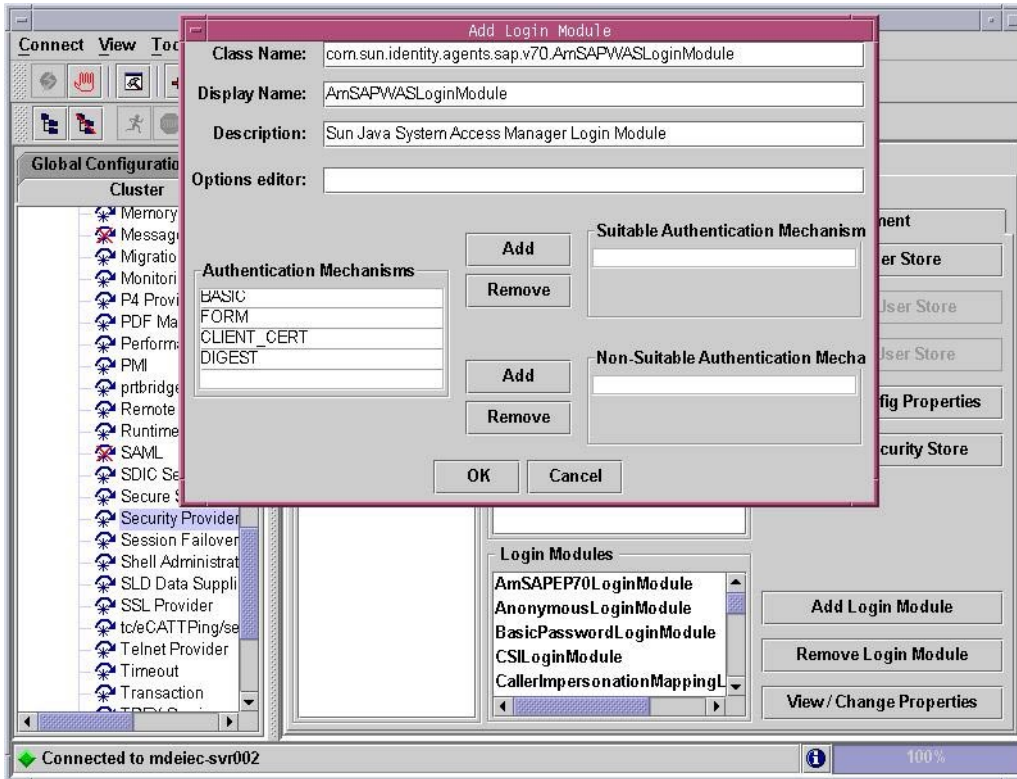 Add Login Module
Connect View Too
Class Name: com.sun.identity.agents.sap.v70.AmSAPWASLoginModule
Display Name: AmSAPWASLoginModule
Description: Sun Java System Access Manager Login Module
Options editor:
Global Configuratio
Cluster
Memory
Messag
Migratio
Monitori
P4 Provi
PDF Ma
Perform
PMI
prtbridge
Remote
Runtime
SAML
SDIC Se
Secure S
Security Provider
Session Failover
Shell Administrat
SLD Data Suppli
SSL Provider
tc/eCATTPing/se
Telnet Provider
Timeout
Transaction
Authentication Mechanisms
BASIC
FORM
CLIENT_CERT
DIGEST
Add
Remove
Suitable Authentication Mechanism
Add
Remove
Non-Suitable Authentication Mecha
OK Cancel
ment
er Store
User Store
User Store
fig Properties
curity Store
Login Modules
AmSAPEP70LoginModule
AnonymousLoginModule
BasicPasswordLoginModule
CSILoginModule
CallerImpersonationMappingL
Add Login Module
Remove Login Module
View/Change Properties
Connected to mdeiec-svr002
100%